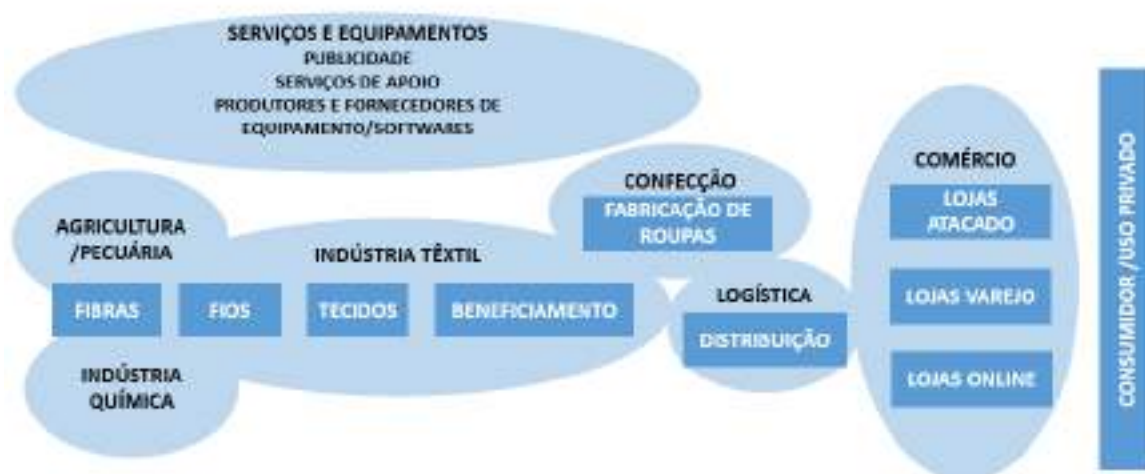 SERVIÇOS E EQUIPAMENTOS
PUBLICIDADE
SERVIÇOS DE APOIO
PRODUTORES E FORNECEDORES DE
EQUIPAMENTO/SOFTWARES
AGRICULTURA
/PECUÁRIA
INDÚSTRIA TÊXTIL
FIBRAS
FIOS
TECIDOS
BENEFICIAMENTO
INDÚSTRIA
QUÍMICA
CONFECÇÃO
FABRICAÇÃO DE
ROUPAS
LOGÍSTICA
DISTRIBUIÇÃO
COMÉRCIO
LOJAS
ATACADO
LOJAS VAREJO
LOJAS ONLINE
CONSUMIDOR /USO PRIVADO